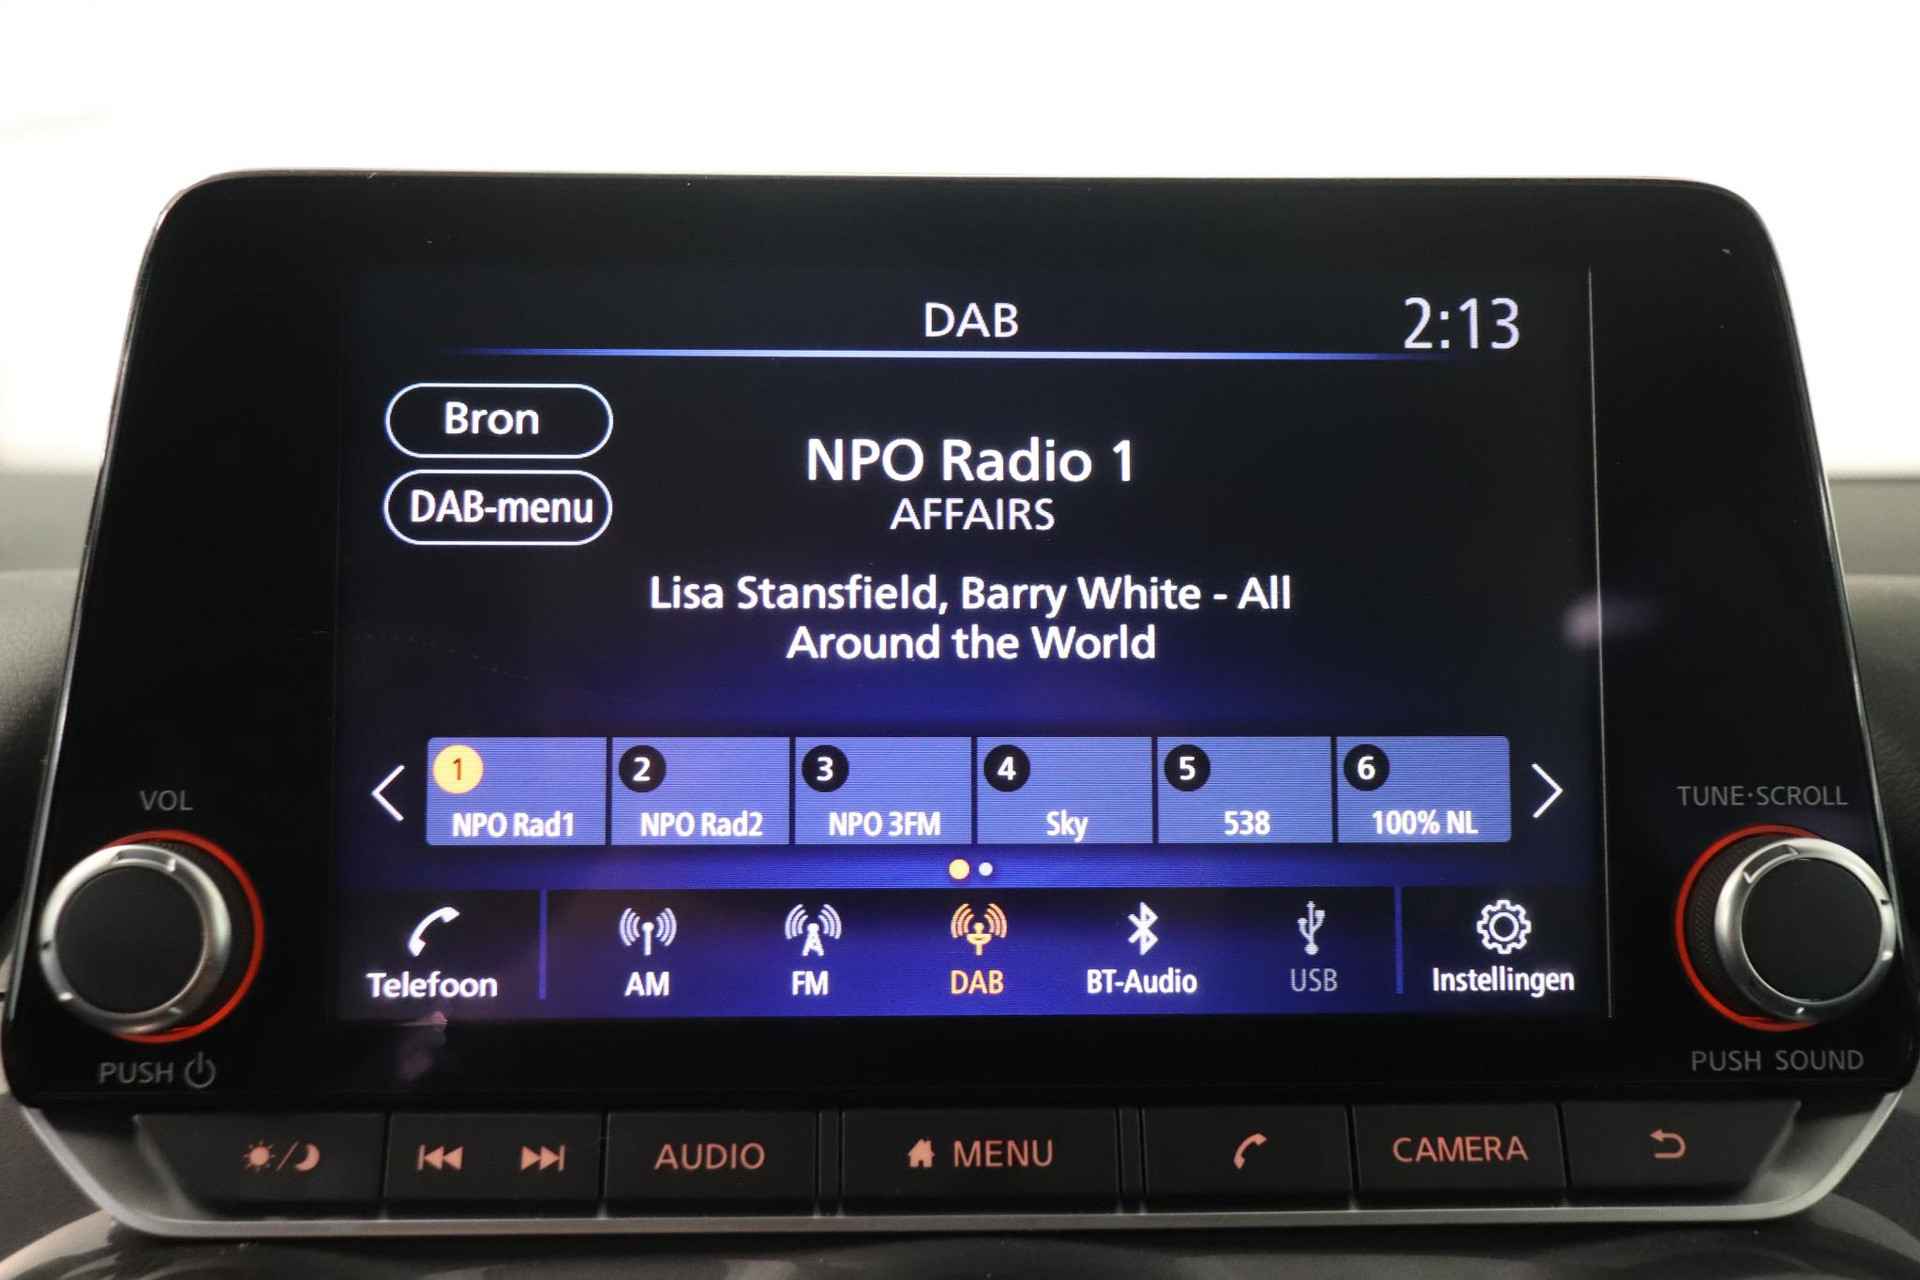 DAB
2:13
Bron
DAB-menu
NPO Radio 1
AFFAIRS
Lisa Stansfield, Barry White - All
Around the World
1
2
3
4
5
6
NPO Rad1
NPO Rad2
NPO 3FM
Sky
538
100% NL
VOL
TUNE·SCROLL
Telefoon
AM
FM
DAB
BT-Audio
USB
Instellingen
PUSH
PUSH SOUND
AUDIO
MENU
CAMERA